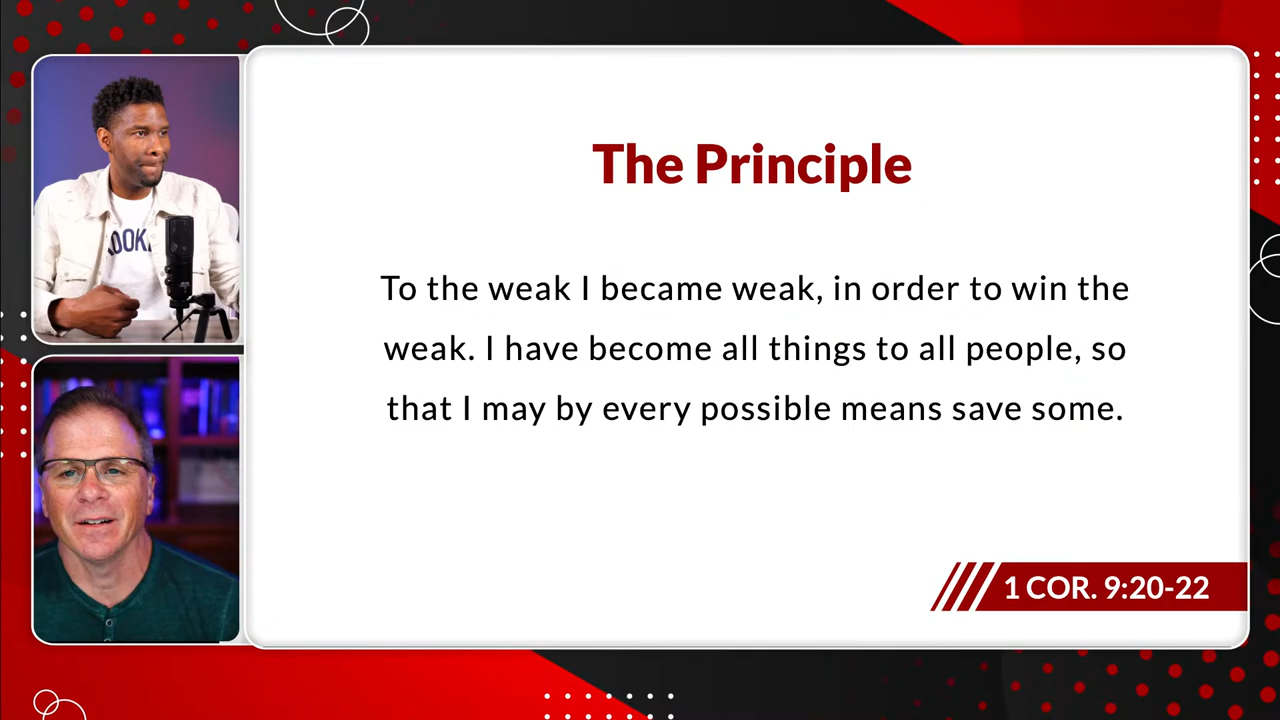 The Principle
To the weak I became weak, in order to win the
weak. I have become all things to all people, so
that I may by every possible means save some.
1 COR. 9:20-22